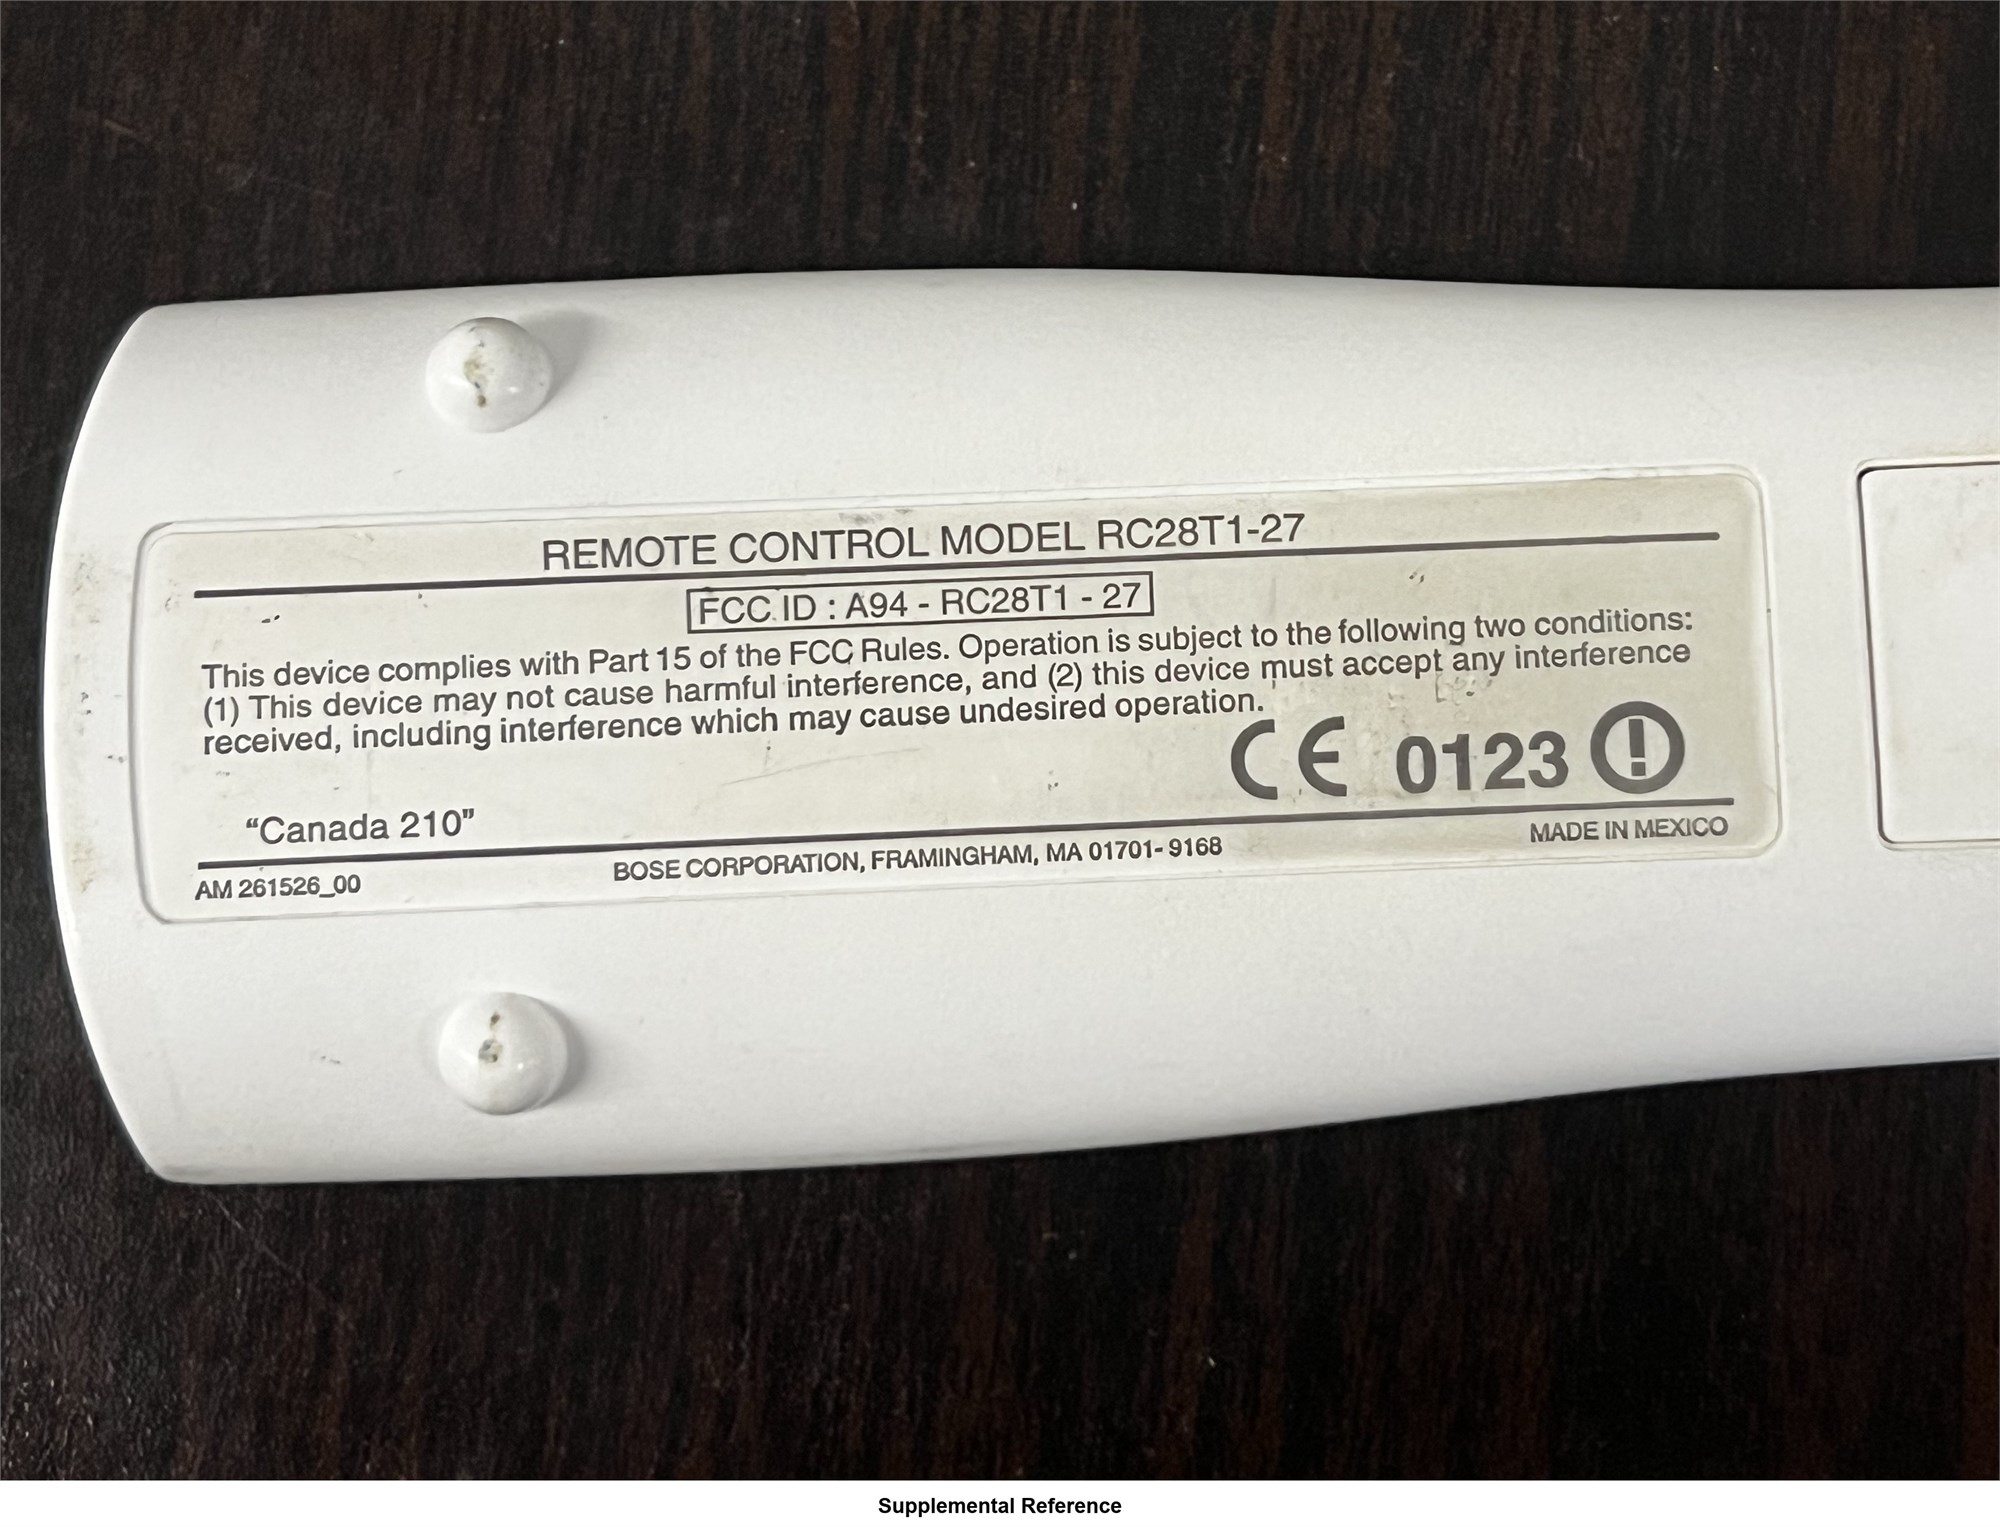 REMOTE CONTROL MODEL RC28T1-27
FCC ID : A94 - RC28T1 - 27
This device complies with Part 15 of the FCC Rules. Operation is subject to the following two conditions:
(1) This device may not cause harmful interference, and (2) this device must accept any interference
received, including interference which may cause undesired operation.
CE 0123 !
“Canada 210”
AM 261526_00
BOSE CORPORATION, FRAMINGHAM, MA 01701- 9168
MADE IN MEXICO
Supplemental Reference